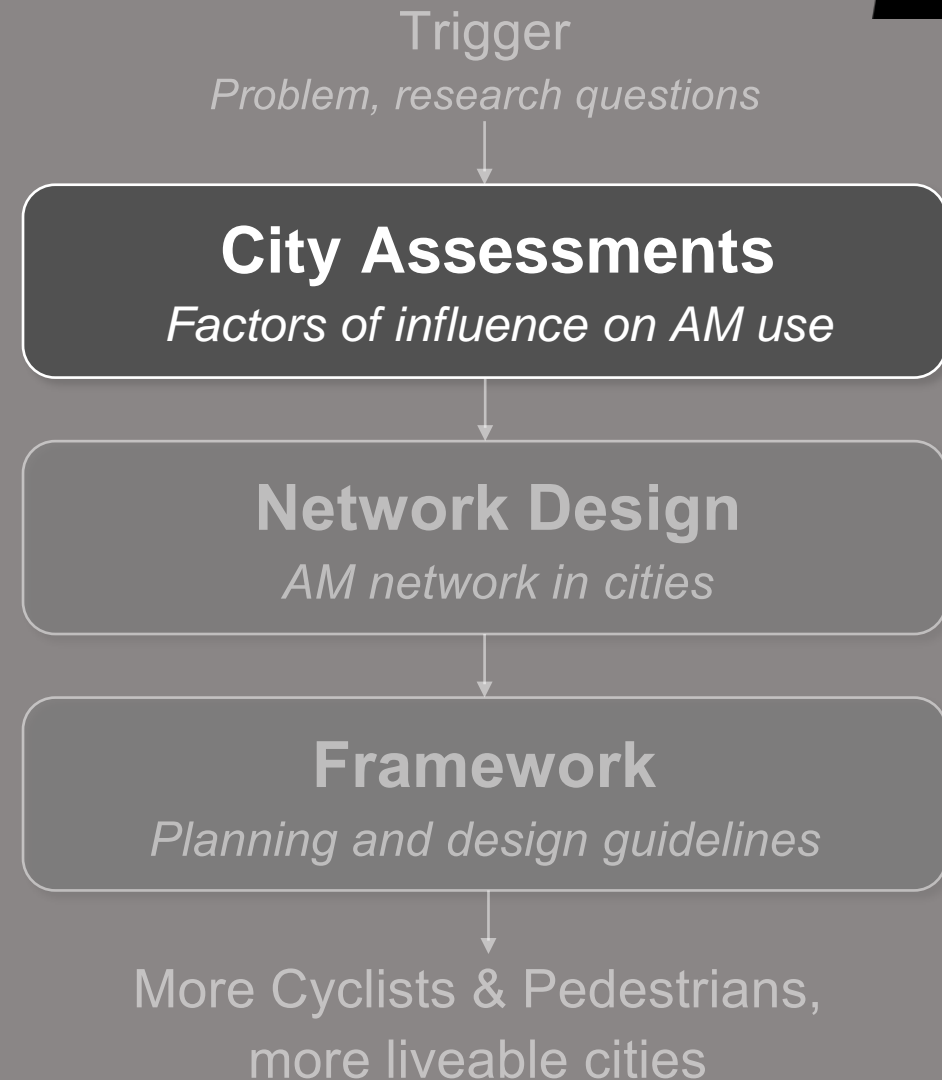 Trigger
Problem, research questions
City Assessments
Factors of influence on AM use
Network Design
AM network in cities
Framework
Planning and design guidelines
More Cyclists & Pedestrians,
more liveable cities